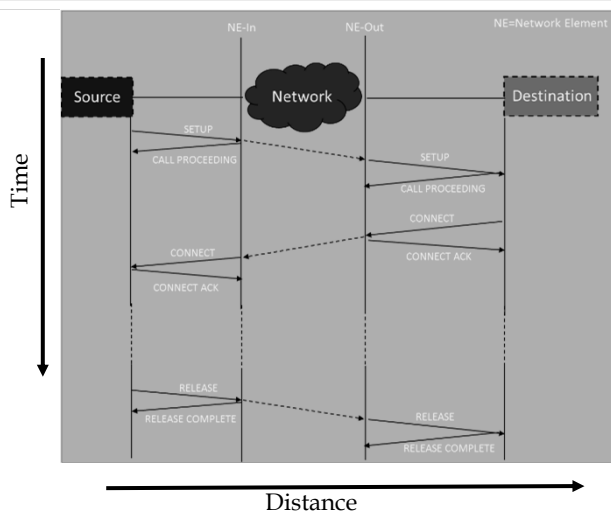 NE-In
NE-Out
NE=Network Element
Source
Network
Destination
SETUP
CALL PROCEEDING
SETUP
CALL PROCEEDING
CONNECT
CONNECT ACK
CONNECT
CONNECT ACK
RELEASE
RELEASE COMPLETE
RELEASE
RELEASE COMPLETE
Time
Distance